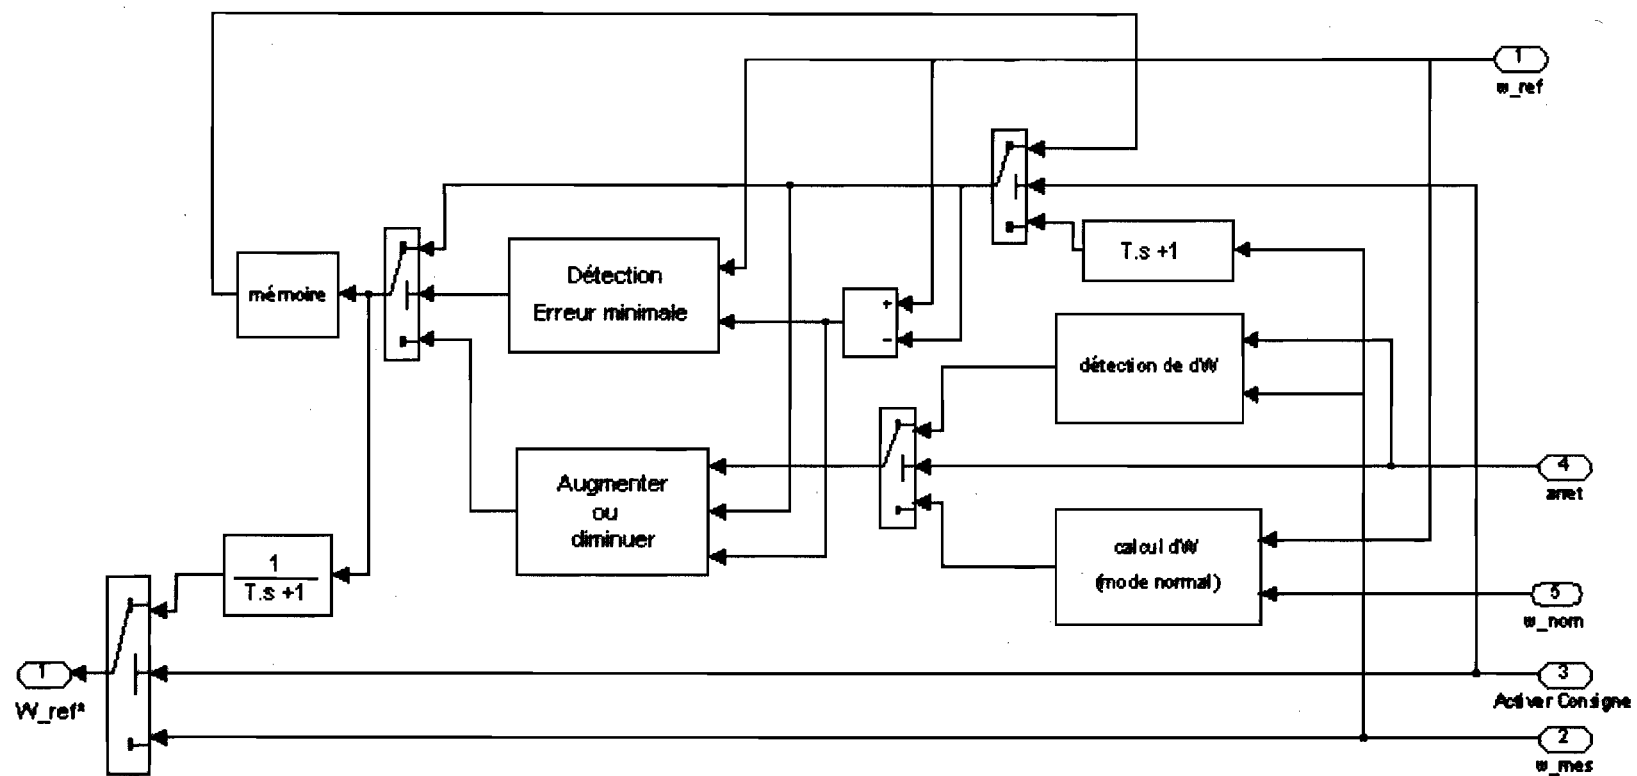 1
w_ref
T.s +1
Détection
Erreur minimale
mémoire
+
-
détection de dW
4
arret
Augmenter
ou
diminuer
calcul dW
(mode normal)
1
T.s +1
5
w_nom
1
W_ref*
3
Activer Consigne
2
w_mes